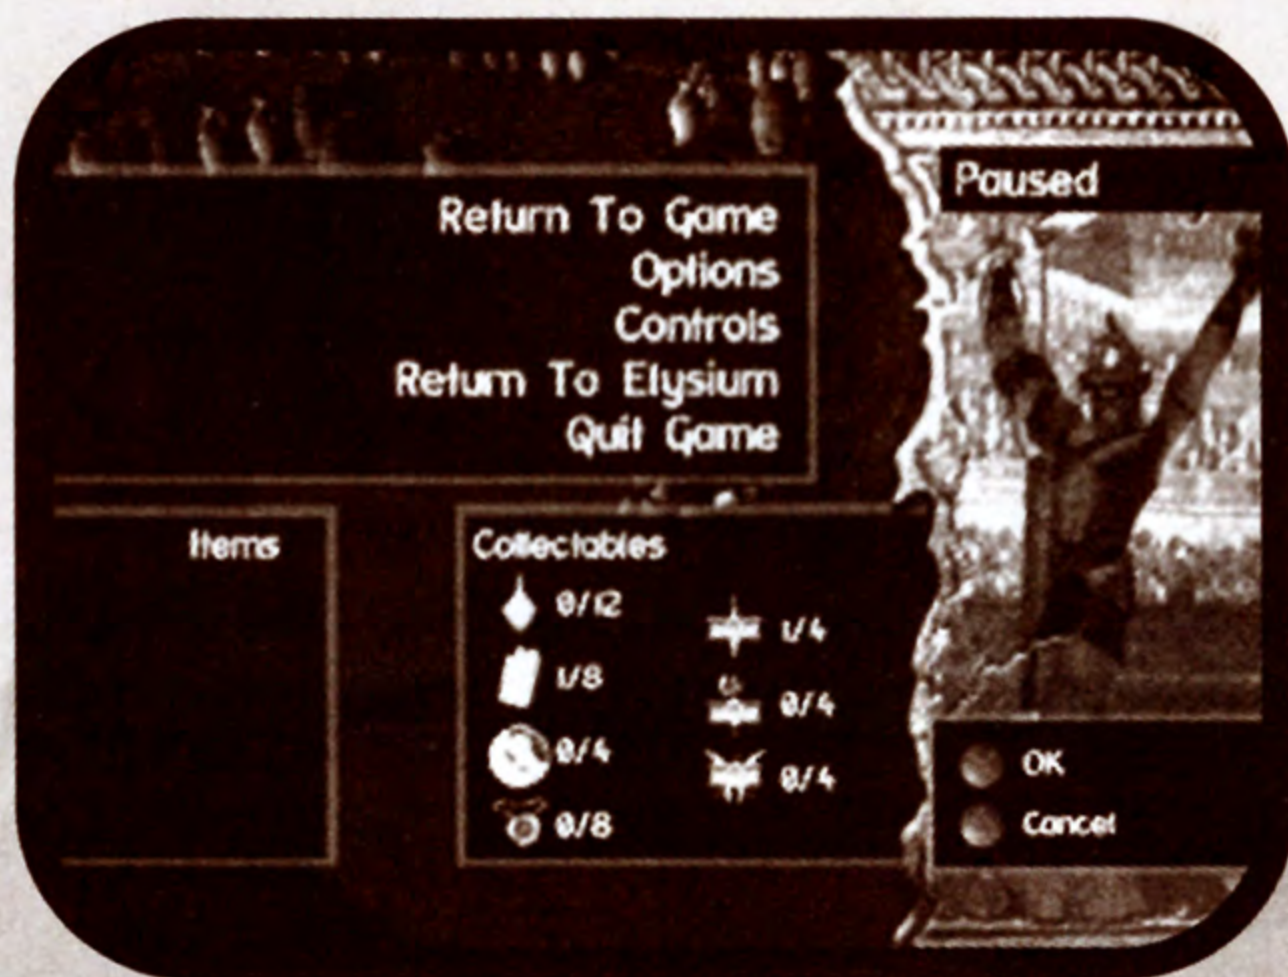 Paused
Return To Game
Options
Controls
Return To Elysium
Quit Game
Items
Collectables
0/12
1/8
0/4
0/8
1/4
0/4
0/4
OK
Cancel